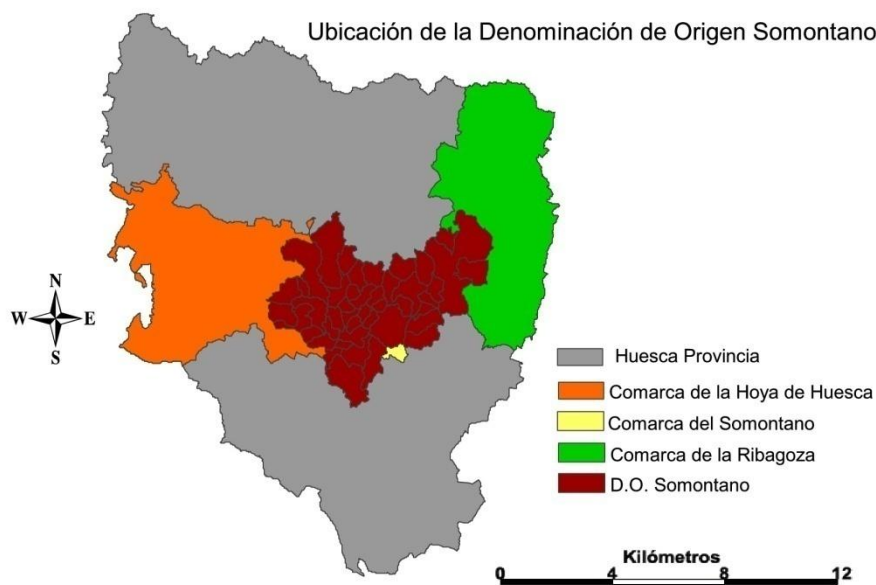 Ubicación de la Denominación de Origen Somontano
N
W E
S
Huesca Provincia
Comarca de la Hoya de Huesca
Comarca del Somontano
Comarca de la Ribagoza
D.O. Somontano
Kilómetros
0 4 8 12